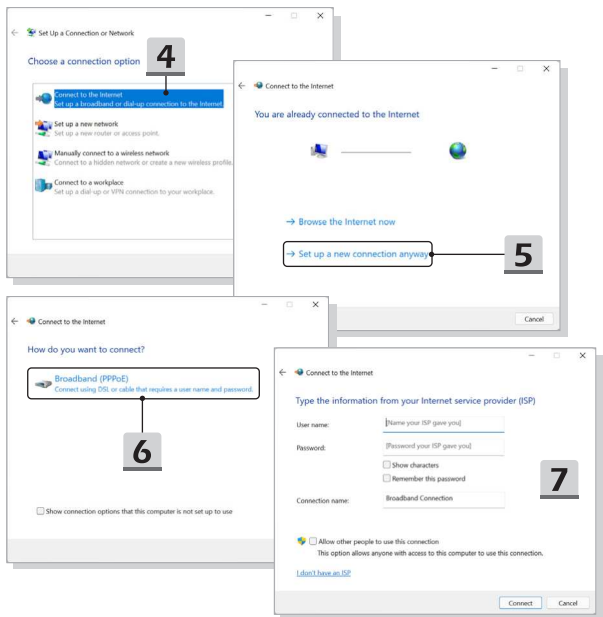 Set Up a Connection or Network
Choose a connection option
4
Connect to the Internet
Set up a broadband or dial-up connection to the Internet.
Set up a new network
Set up a new router or access point.
Manually connect to a wireless network
Connect to a hidden network or create a new wireless profile.
Connect to a workplace
Set up a dial-up or VPN connection to your workplace.
Connect to the Internet
You are already connected to the Internet
→ Browse the Internet now
→ Set up a new connection anyway
5
Cancel
Connect to the Internet
How do you want to connect?
Broadband (PPPoE)
Connect using DSL or cable that requires a user name and password.
6
Show connection options that this computer is not set up to use
Connect to the Internet
Type the information from your Internet service provider (ISP)
User name:
[Name your ISP gave you]
Password:
[Password your ISP gave you]
Show characters
Remember this password
7
Connection name:
Broadband Connection
Allow other people to use this connection
This option allows anyone with access to this computer to use this connection.
I don't have an ISP
Connect
Cancel